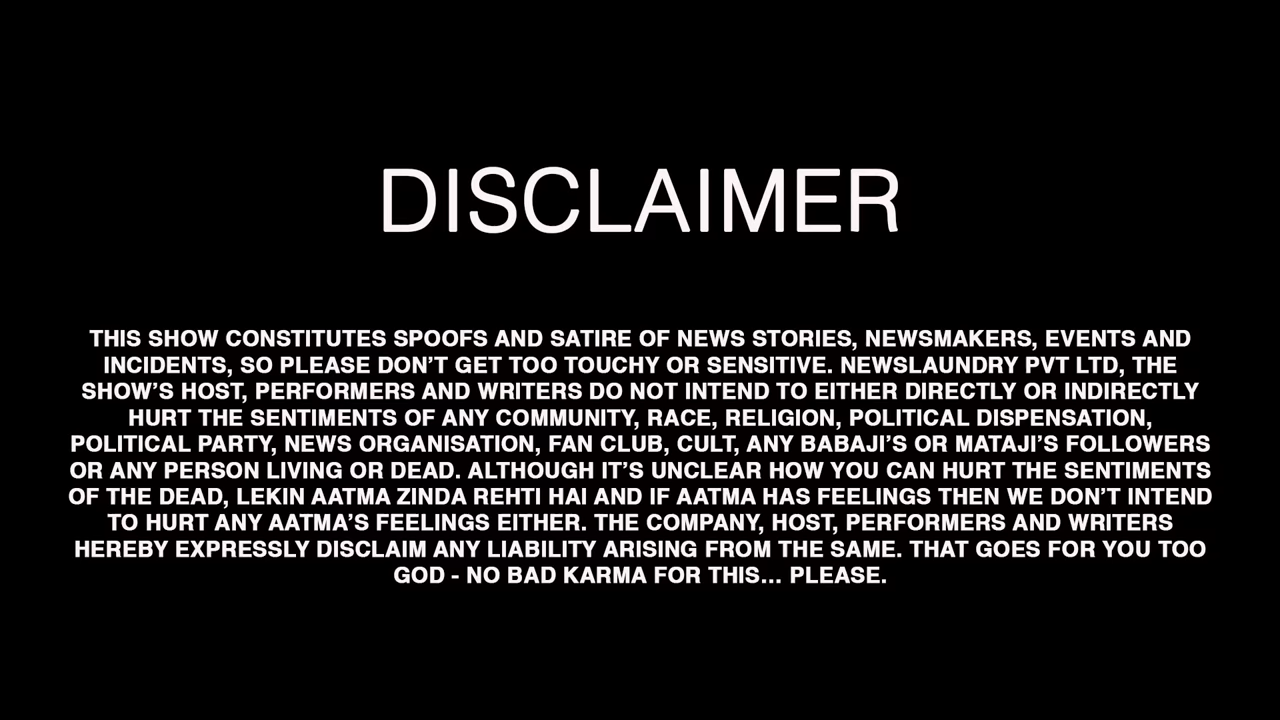 DISCLAIMER
THIS SHOW CONSTITUTES SPOOFS AND SATIRE OF NEWS STORIES, NEWSMAKERS, EVENTS AND
INCIDENTS, SO PLEASE DON'T GET TOO TOUCHY OR SENSITIVE. NEWSLAUNDRY PVT LTD, THE
SHOW'S HOST, PERFORMERS AND WRITERS DO NOT INTEND TO EITHER DIRECTLY OR INDIRECTLY
HURT THE SENTIMENTS OF ANY COMMUNITY, RACE, RELIGION, POLITICAL DISPENSATION,
POLITICAL PARTY, NEWS ORGANISATION, FAN CLUB, CULT, ANY BABAJI'S OR MATAJI'S FOLLOWERS
OR ANY PERSON LIVING OR DEAD. ALTHOUGH IT'S UNCLEAR HOW YOU CAN HURT THE SENTIMENTS
OF THE DEAD, LEKIN AATMA ZINDA REHTI HAI AND IF AATMA HAS FEELINGS THEN WE DON'T INTEND
TO HURT ANY AATMA'S FEELINGS EITHER. THE COMPANY, HOST, PERFORMERS AND WRITERS
HEREBY EXPRESSLY DISCLAIM ANY LIABILITY ARISING FROM THE SAME. THAT GOES FOR YOU TOO
GOD - NO BAD KARMA FOR THIS... PLEASE.